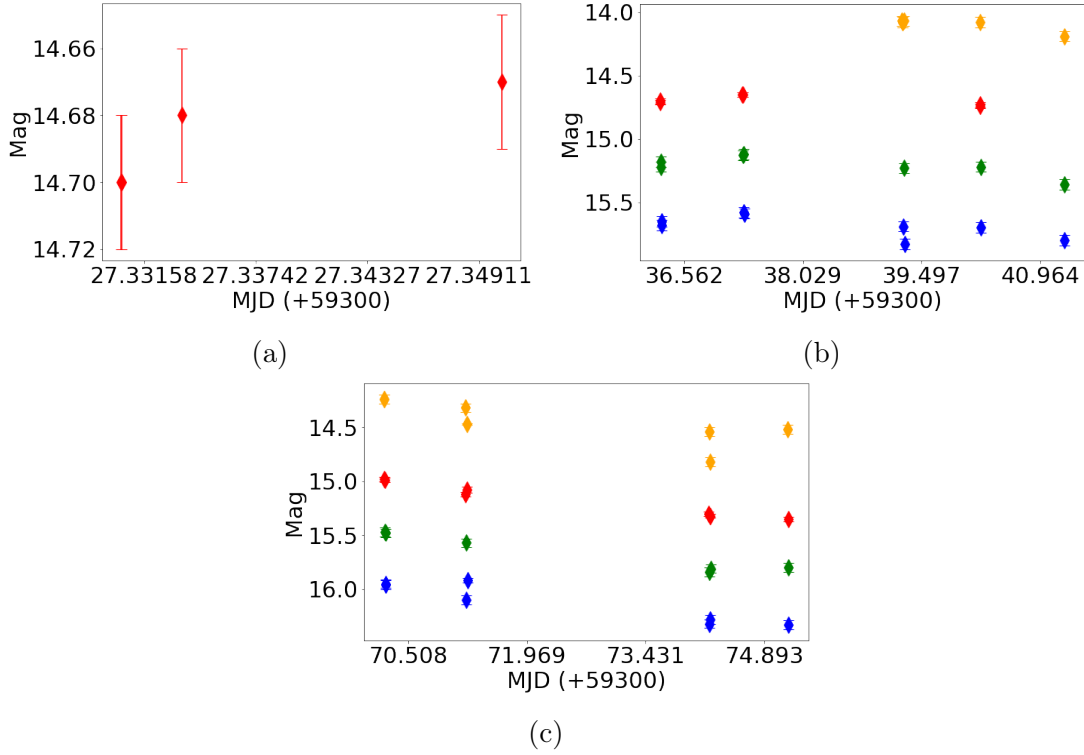 14.66
14.68
14.70
14.72
Mag
27.33158 27.33742 27.34327 27.34911
MJD (+59300)
(a)
14.0
14.5
15.0
15.5
Mag
36.562 38.029 39.497 40.964
MJD (+59300)
(b)
14.5
15.0
15.5
16.0
Mag
70.508 71.969 73.431 74.893
MJD (+59300)
(c)